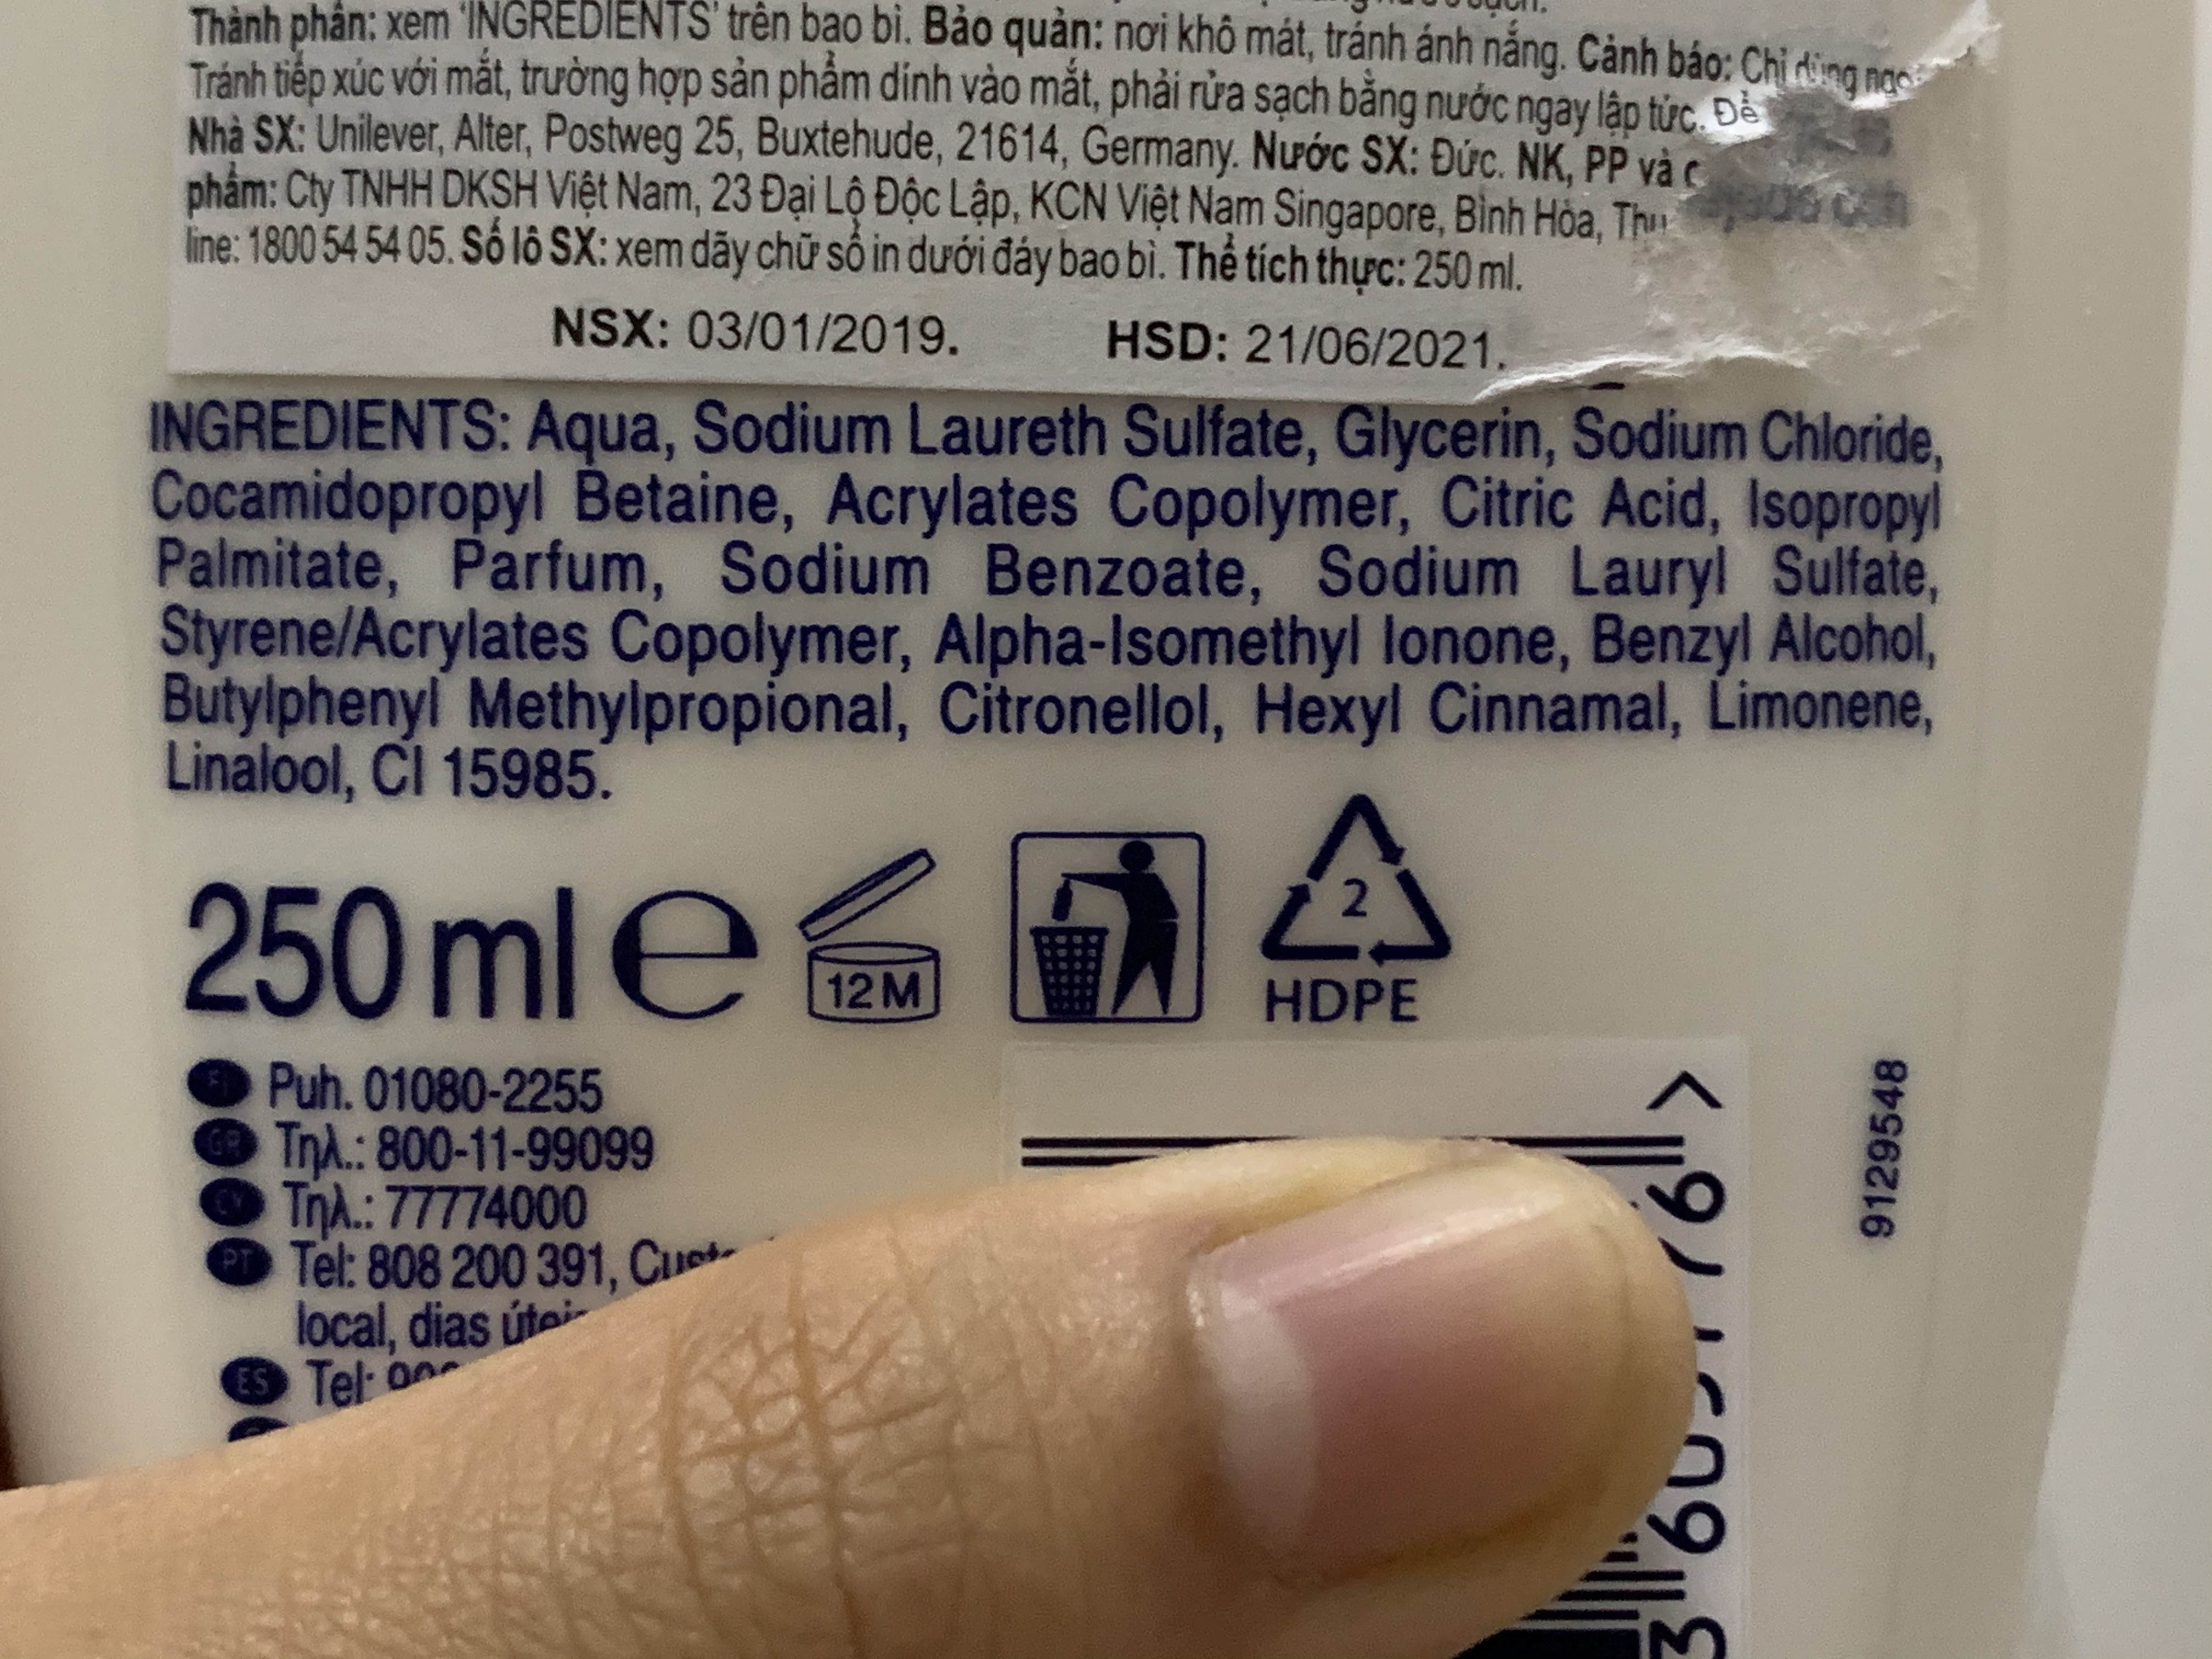 Thành phần: xem 'INGREDIENTS' trên bao bì. Bảo quản: nơi khô mát, tránh ánh nắng. Cảnh báo: Chỉ dùng
Tránh tiếp xúc với mắt, trường hợp sản phẩm dính vào mắt, phải rửa sạch bằng nước ngay lập tức. Để
Nhà SX: Unilever, Alter, Postweg 25, Buxtehude, 21614, Germany. Nước SX: Đức. NK, PP và
phẩm: Cty TNHH DKSH Việt Nam, 23 Đại Lộ Độc Lập, KCN Việt Nam Singapore, Bình Hòa,
line: 1800 54 54 05. Số lô SX: xem dãy chữ số in dưới đáy bao bì. Thể tích thực: 250 ml.
NSX: 03/01/2019. HSD: 21/06/2021.
INGREDIENTS: Aqua, Sodium Laureth Sulfate, Glycerin, Sodium Chloride,
Cocamidopropyl Betaine, Acrylates Copolymer, Citric Acid, Isopropyl
Palmitate, Parfum, Sodium Benzoate, Sodium Lauryl Sulfate,
Styrene/Acrylates Copolymer, Alpha-Isomethyl Ionone, Benzyl Alcohol,
Butylphenyl Methylpropional, Citronellol, Hexyl Cinnamal, Limonene,
Linalool, CI 15985.
250 ml e
12 M
2
HDPE
FI Puh. 01080-2255
GR Τηλ.: 800-11-99099
CY Τηλ.: 77774000
PT Tel: 808 200 391,
local, dias
ES Tel:
9129548